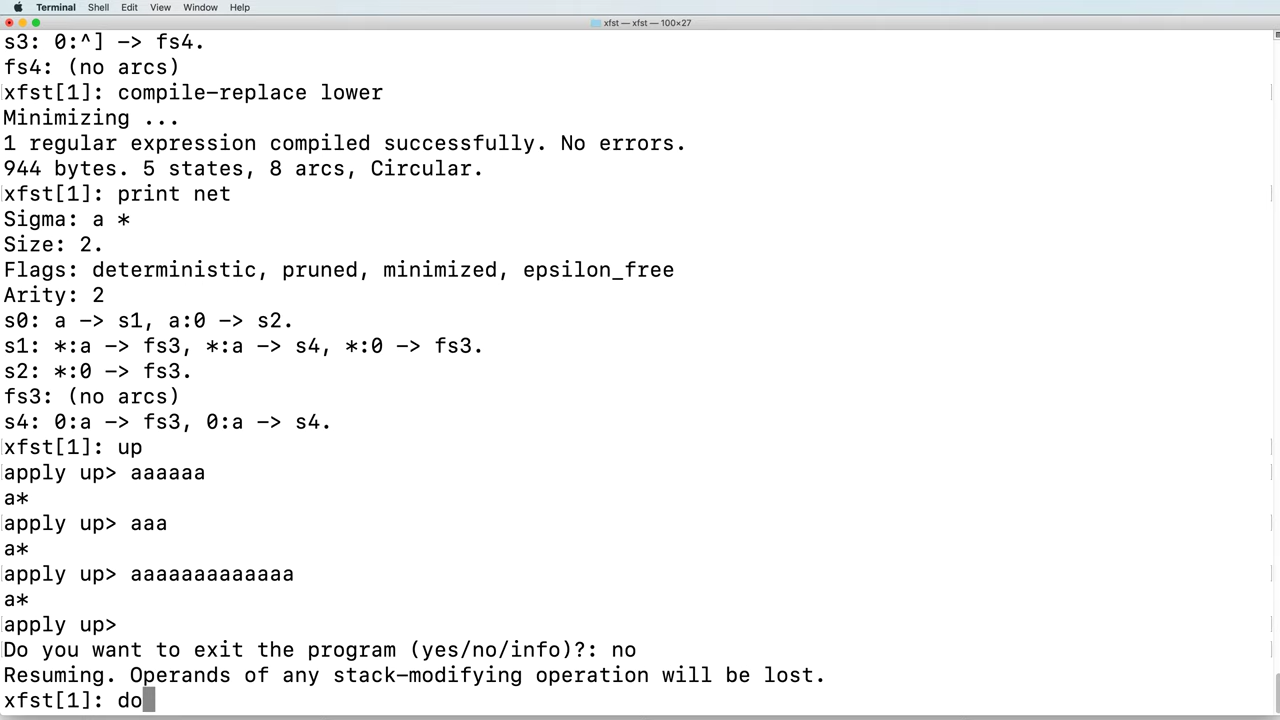 Terminal Shell Edit View Window Help
xfst — xfst — 100×27
s3: 0:^] -> fs4.
fs4: (no arcs)
xfst[1]: compile-replace lower
Minimizing ...
1 regular expression compiled successfully. No errors.
944 bytes. 5 states, 8 arcs, Circular.
xfst[1]: print net
Sigma: a *
Size: 2.
Flags: deterministic, pruned, minimized, epsilon_free
Arity: 2
s0: a -> s1, a:0 -> s2.
s1: *:a -> fs3, *:a -> s4, *:0 -> fs3.
s2: *:0 -> fs3.
fs3: (no arcs)
s4: 0:a -> fs3, 0:a -> s4.
xfst[1]: up
apply up> aaaaaa
a*
apply up> aaa
a*
apply up> aaaaaaaaaaaaa
a*
apply up>
Do you want to exit the program (yes/no/info)?: no
Resuming. Operands of any stack-modifying operation will be lost.
xfst[1]: do